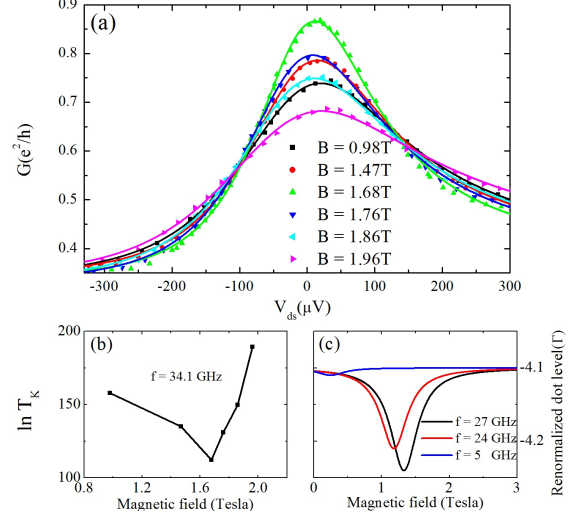 (a)
0.9
0.8
0.7
0.6
0.5
0.4
G(e²/h)
B = 0.98T
B = 1.47T
B = 1.68T
B = 1.76T
B = 1.86T
B = 1.96T
-300 -200 -100 0 100 200 300
V_ds(μV)
(b)
200
150
100
ln T_K
f = 34.1 GHz
0.8 1.2 1.6 2.0
Magnetic field (Tesla)
(c)
-4.1
-4.2
Renormalized dot level(Γ)
f = 27 GHz
f = 24 GHz
f = 5 GHz
0 1 2 3
Magnetic field (Tesla)